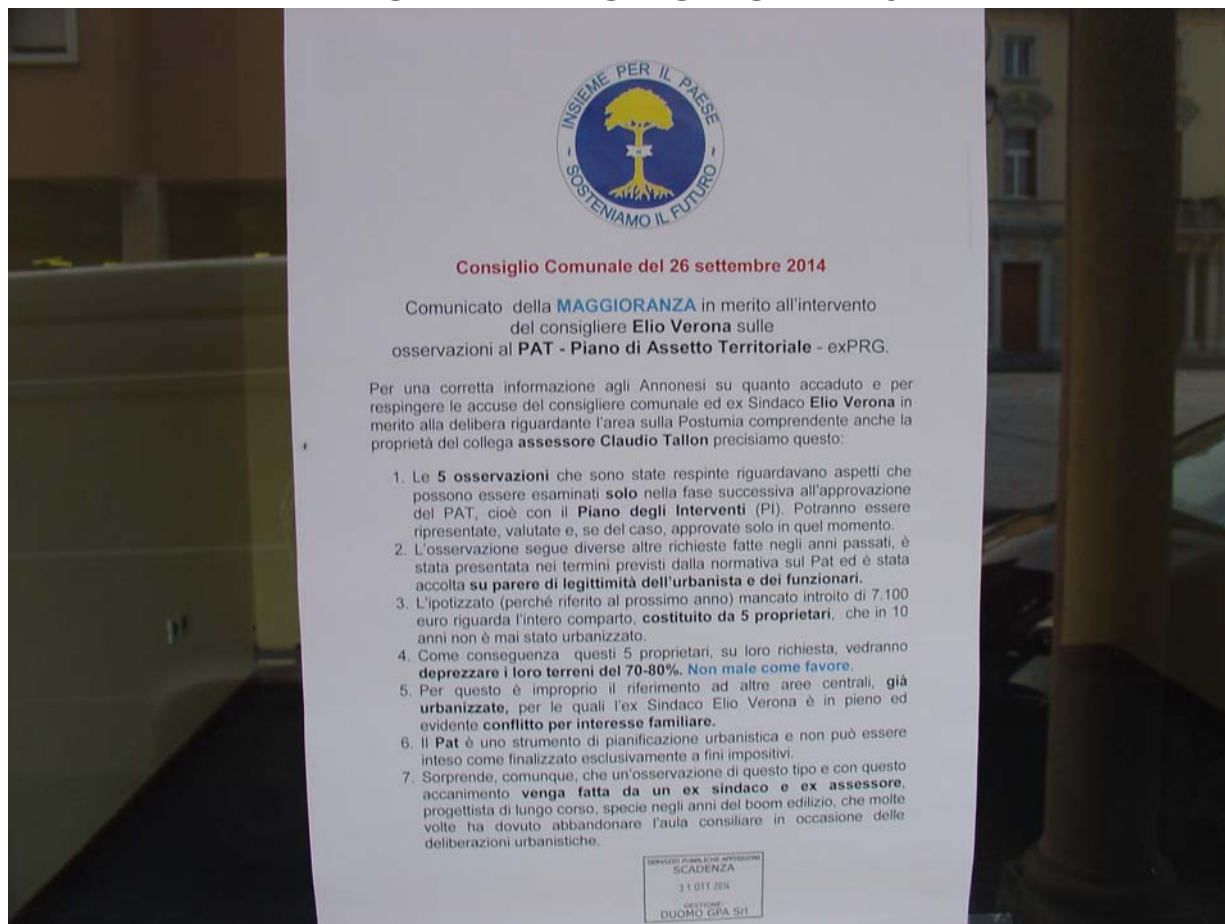 INSIEME PER IL PAESE
~ SOSTENIAMO IL FUTURO ~
Consiglio Comunale del 26 settembre 2014
Comunicato della MAGGIORANZA in merito all'intervento
del consigliere Elio Verona sulle
osservazioni al PAT - Piano di Assetto Territoriale - exPRG.
Per una corretta informazione agli Annonesi su quanto accaduto e per
respingere le accuse del consigliere comunale ed ex Sindaco Elio Verona in
merito alla delibera riguardante l'area sulla Postumia comprendente anche la
proprietà del collega assessore Claudio Tallon precisiamo questo:
1. Le 5 osservazioni che sono state respinte riguardavano aspetti che
possono essere esaminati solo nella fase successiva all'approvazione
del PAT, cioè con il Piano degli Interventi (PI). Potranno essere
ripresentate, valutate e, se del caso, approvate solo in quel momento.
2. L'osservazione segue diverse altre richieste fatte negli anni passati, è
stata presentata nei termini previsti dalla normativa sul Pat ed è stata
accolta su parere di legittimità dell'urbanista e dei funzionari.
3. L'ipotizzato (perché riferito al prossimo anno) mancato introito di 7.100
euro riguarda l'intero comparto, costituito da 5 proprietari, che in 10
anni non è mai stato urbanizzato.
4. Come conseguenza questi 5 proprietari, su loro richiesta, vedranno
deprezzare i loro terreni del 70-80%. Non male come favore.
5. Per questo è improprio il riferimento ad altre aree centrali, già
urbanizzate, per le quali l'ex Sindaco Elio Verona è in pieno ed
evidente conflitto per interesse familiare.
6. Il Pat è uno strumento di pianificazione urbanistica e non può essere
inteso come finalizzato esclusivamente a fini impositivi.
7. Sorprende, comunque, che un'osservazione di questo tipo e con questo
accanimento venga fatta da un ex sindaco e ex assessore,
progettista di lungo corso, specie negli anni del boom edilizio, che molte
volte ha dovuto abbandonare l'aula consiliare in occasione delle
deliberazioni urbanistiche.
SERVIZIO PUBBLICHE AFFISSIONI
SCADENZA
31 OTT 2014
GESTIONE:
DUOMO GPA Srl